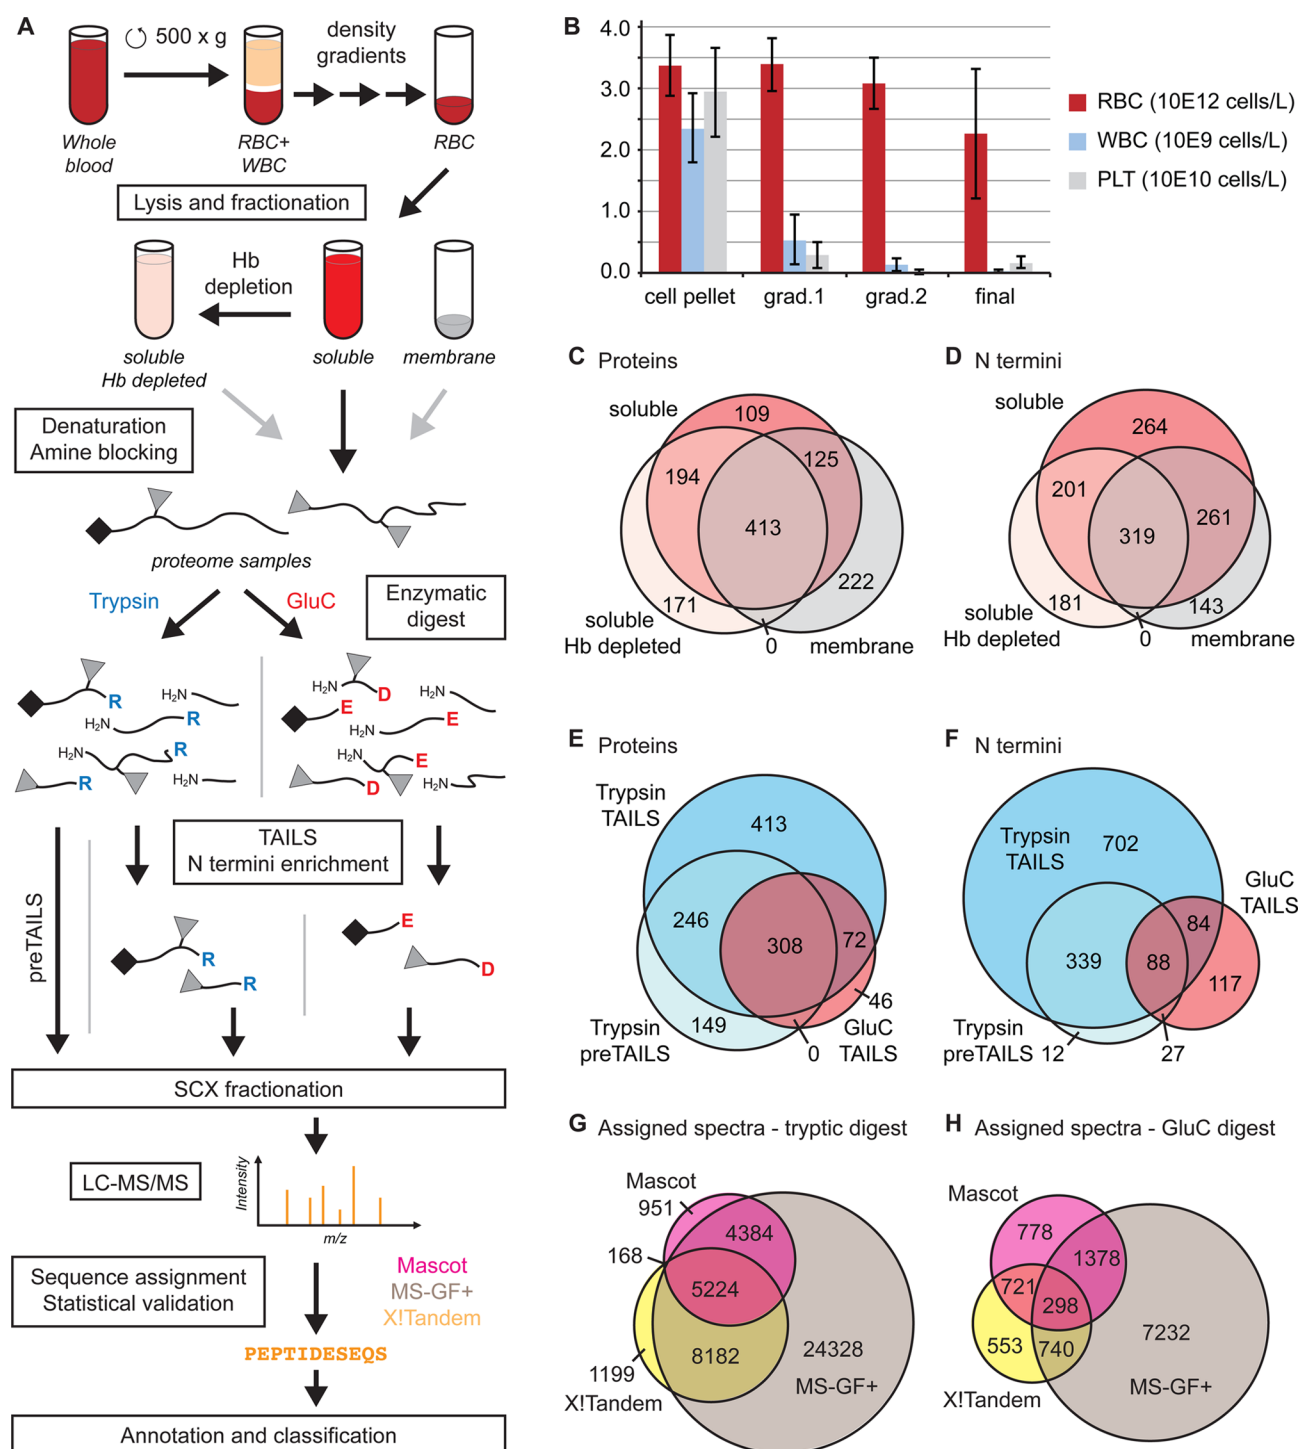 A
500 x g
density
gradients
Whole
blood
RBC+
WBC
RBC
Lysis and fractionation
Hb
depletion
soluble
Hb depleted
soluble
membrane
Denaturation
Amine blocking
proteome samples
Trypsin
GluC
Enzymatic
digest
R
H₂N
H₂N
R
H₂N
R
R
H₂N
H₂N
D
H₂N
E
H₂N
E
H₂N
E
D
H₂N
TAILS
N termini enrichment
preTAILS
R
R
E
D
SCX fractionation
LC-MS/MS
Intensity
m/z
Sequence assignment
Statistical validation
Mascot
MS-GF+
X!Tandem
PEPTIDESEQS
Annotation and classification
B
4.0
3.0
2.0
1.0
0.0
cell pellet
grad.1
grad.2
final
RBC (10E12 cells/L)
WBC (10E9 cells/L)
PLT (10E10 cells/L)
C Proteins
soluble
109
194
125
413
171
222
soluble
Hb depleted
0
membrane
D N termini
soluble
264
201
261
319
181
143
soluble
Hb depleted
0
membrane
E Proteins
Trypsin
TAILS
413
246
308
72
149
46
Trypsin
preTAILS
0
GluC
TAILS
F N termini
Trypsin
TAILS
702
GluC
TAILS
84
339
88
117
Trypsin
preTAILS
12
27
G Assigned spectra - tryptic digest
Mascot
951
4384
168
5224
8182
24328
1199
MS-GF+
X!Tandem
H Assigned spectra - GluC digest
Mascot
778
1378
721
298
553
740
7232
MS-GF+
X!Tandem